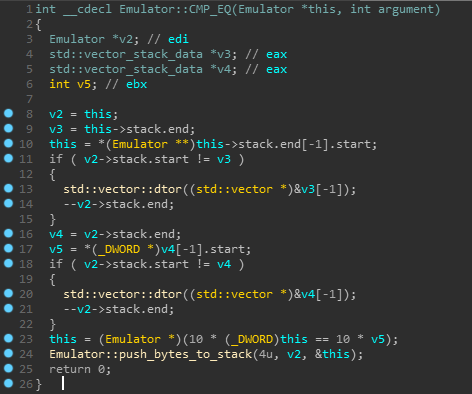 1 int __cdecl Emulator::CMP_EQ(Emulator *this, int argument)
2 {
3   Emulator *v2; // edi
4   std::vector_stack_data *v3; // eax
5   std::vector_stack_data *v4; // eax
6   int v5; // ebx
7
8   v2 = this;
9   v3 = this->stack.end;
10   this = *(Emulator **)this->stack.end[-1].start;
11   if ( v2->stack.start != v3 )
12   {
13     std::vector::dtor((std::vector *)&v3[-1]);
14     --v2->stack.end;
15   }
16   v4 = v2->stack.end;
17   v5 = *(_DWORD *)v4[-1].start;
18   if ( v2->stack.start != v4 )
19   {
20     std::vector::dtor((std::vector *)&v4[-1]);
21     --v2->stack.end;
22   }
23   this = (Emulator *)(10 * (_DWORD)this == 10 * v5);
24   Emulator::push_bytes_to_stack(4u, v2, &this);
25   return 0;
26 }